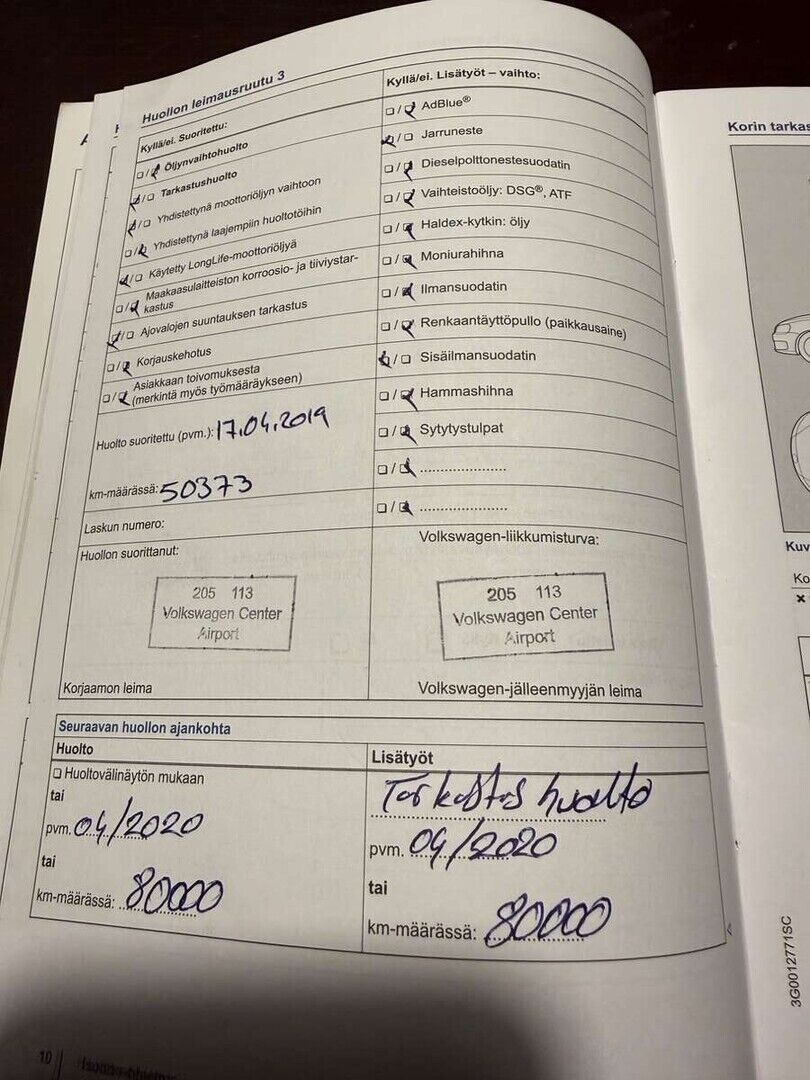 Huollon leimausruutu 3
Kyllä/ei. Suoritettu:
☐/☑ Öljynvaihtohuolto
☑/☐ Tarkastushuolto
☑/☐ Yhdistettynä moottoriöljyn vaihtoon
☐/☑ Yhdistettynä laajempiin huoltotöihin
☑/☐ Käytetty LongLife-moottoriöljyä
☐/☑ Maakaasulaitteiston korroosio- ja tiiviystar-
kastus
☑/☐ Ajovalojen suuntauksen tarkastus
☐/☑ Korjauskehotus
☐/☑ Asiakkaan toivomuksesta
(merkintä myös työmääräykseen)
Huolto suoritettu (pvm.): 17.04.2019
km-määrässä: 50373
Laskun numero:
Huollon suorittanut:
205 113
Volkswagen Center
Airport
Korjaamon leima
Kyllä/ei. Lisätyöt – vaihto:
☐/☑ AdBlue®
☑/☐ Jarruneste
☐/☑ Dieselpolttonestesuodatin
☐/☑ Vaihteistoöljy: DSG®, ATF
☐/☑ Haldex-kytkin: öljy
☐/☑ Moniurahihna
☐/☑ Ilmansuodatin
☐/☑ Renkaantäyttöpullo (paikkausaine)
☑/☐ Sisäilmansuodatin
☐/☑ Hammashihna
☐/☑ Sytytystulpat
☐/☑ ......................
☐/☑ ......................
Volkswagen-liikkumisturva:
205 113
Volkswagen Center
Airport
Volkswagen-jälleenmyyjän leima
Seuraavan huollon ajankohta
Huolto
☐ Huoltovälinäytön mukaan
tai
pvm. 04/2020
tai
km-määrässä: 80000
Lisätyöt
Tarkastus huolto
pvm. 04/2020
tai
km-määrässä: 80000
10
Korin tarkas
Kuv
Ko
3G0012771SC